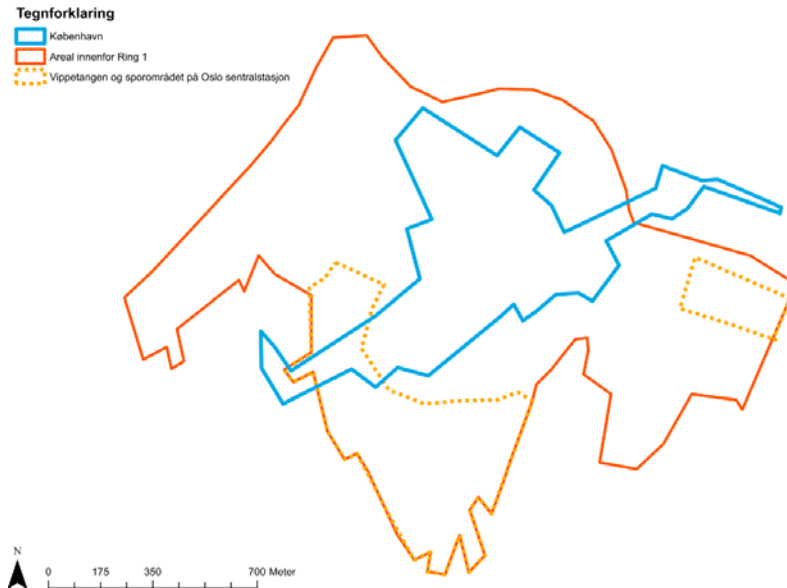 Tegnforklaring
København
Areal innenfor Ring 1
Vippetangen og sporområdet på Oslo sentralstasjon
N
0 175 350 700 Meter